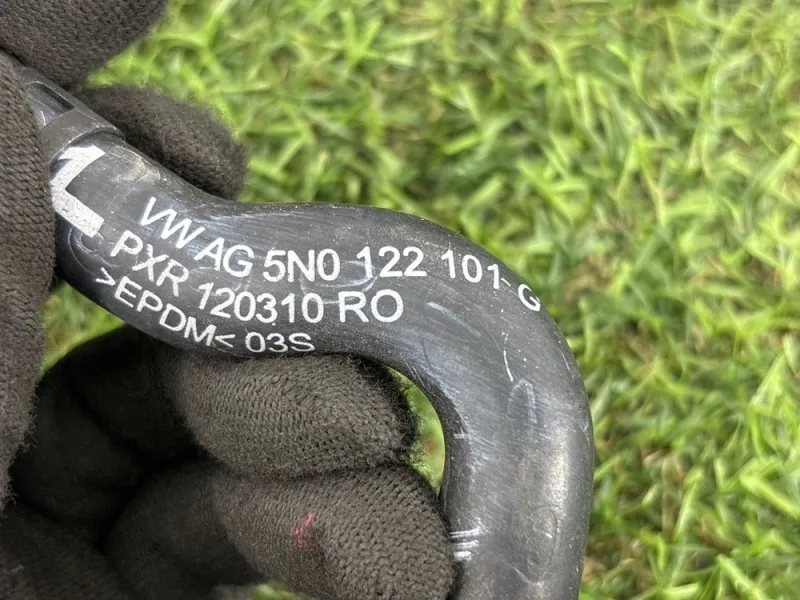 VW AG 5N0 122 101-G
PXR 120310 RO
>EPDM< 03S